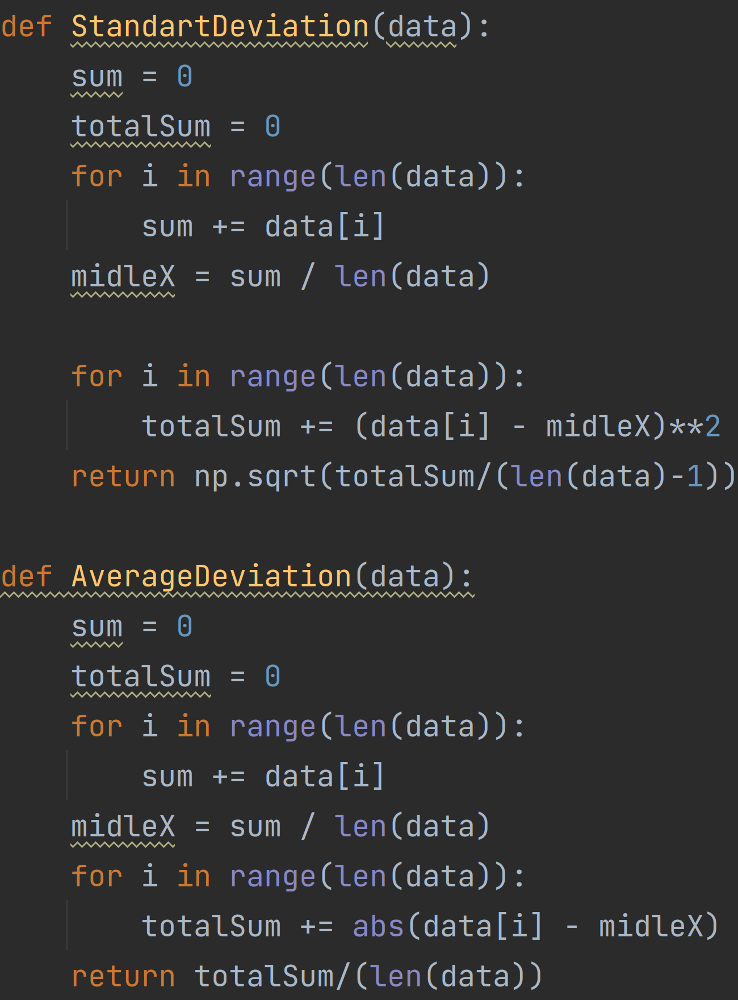 def StandartDeviation(data):
    sum = 0
    totalSum = 0
    for i in range(len(data)):
        sum += data[i]
    midleX = sum / len(data)

    for i in range(len(data)):
        totalSum += (data[i] - midleX)**2
    return np.sqrt(totalSum/(len(data)-1))

def AverageDeviation(data):
    sum = 0
    totalSum = 0
    for i in range(len(data)):
        sum += data[i]
    midleX = sum / len(data)
    for i in range(len(data)):
        totalSum += abs(data[i] - midleX)
    return totalSum/(len(data))